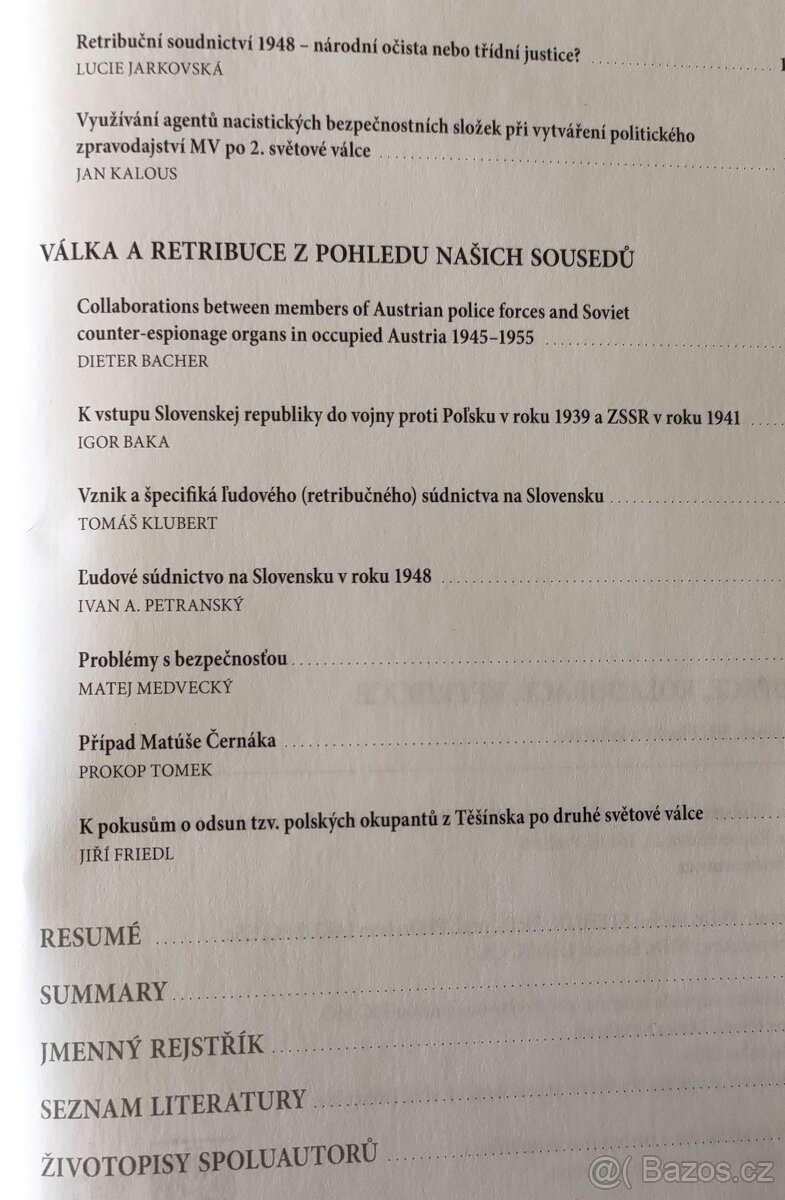 Retribuční soudnictví 1948 – národní očista nebo třídní justice?
LUCIE JARKOVSKÁ
Využívání agentů nacistických bezpečnostních složek při vytváření politického
zpravodajství MV po 2. světové válce
JAN KALOUS
VÁLKA A RETRIBUCE Z POHLEDU NAŠICH SOUSEDŮ
Collaborations between members of Austrian police forces and Soviet
counter-espionage organs in occupied Austria 1945–1955
DIETER BACHER
K vstupu Slovenskej republiky do vojny proti Poľsku v roku 1939 a ZSSR v roku 1941
IGOR BAKA
Vznik a špecifiká ľudového (retribučného) súdnictva na Slovensku
TOMÁŠ KLUBERT
Ľudové súdnictvo na Slovensku v roku 1948
IVAN A. PETRANSKÝ
Problémy s bezpečnosťou
MATEJ MEDVECKÝ
Případ Matúše Černáka
PROKOP TOMEK
K pokusům o odsun tzv. polských okupantů z Těšínska po druhé světové válce
JIŘÍ FRIEDL
RESUMÉ
SUMMARY
JMENNÝ REJSTŘÍK
SEZNAM LITERATURY
ŽIVOTOPISY SPOLUAUTORŮ
@( Bazos.cz